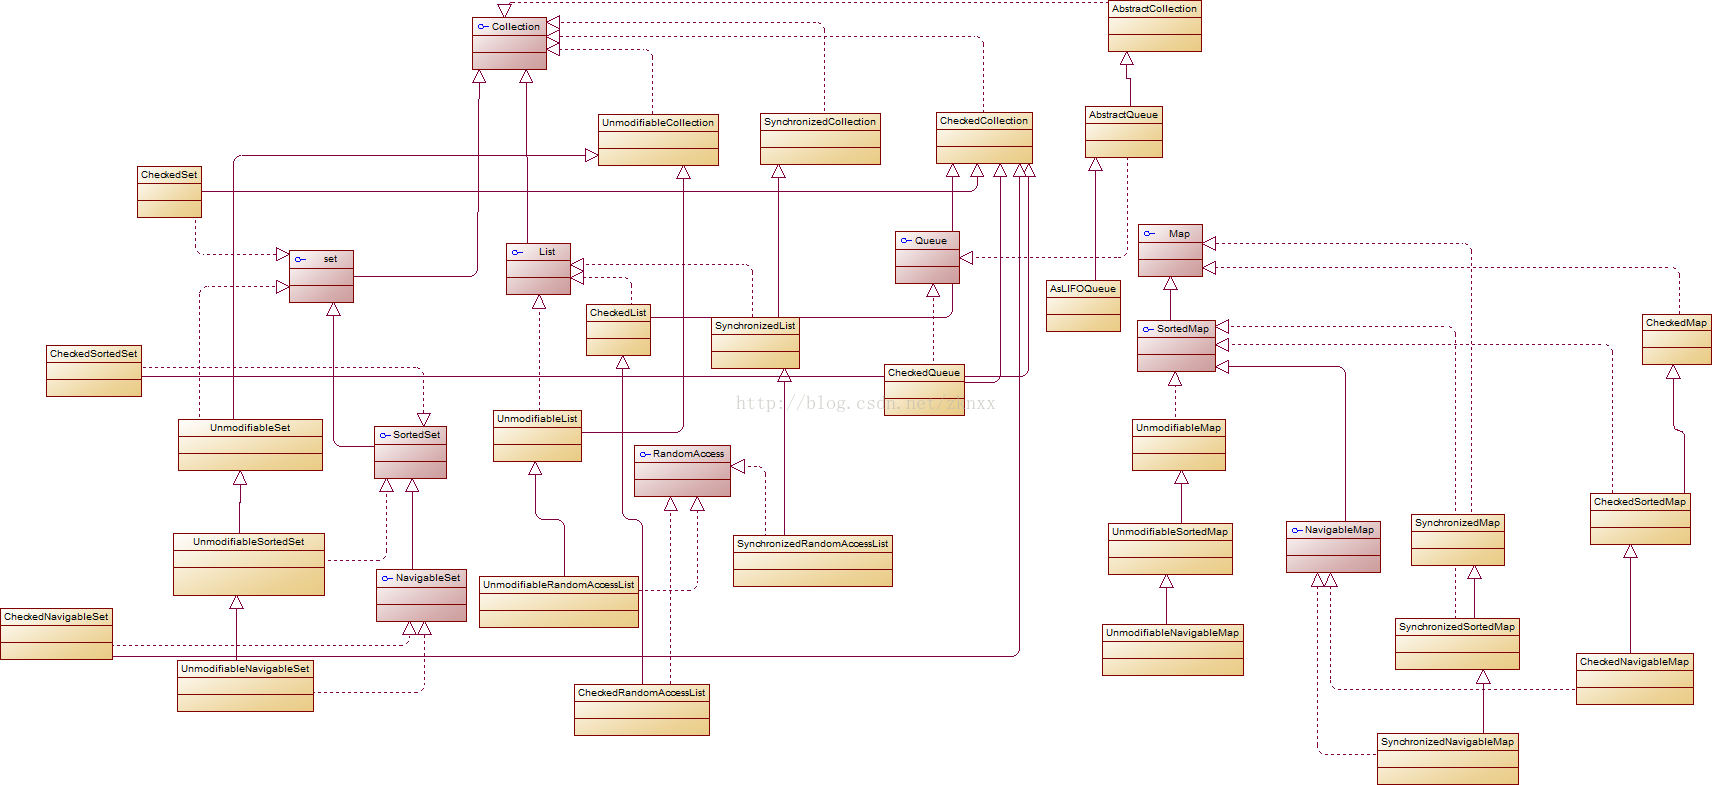 AbstractCollection
Collection
AbstractQueue
UnmodifiableCollection
SynchronizedCollection
CheckedCollection
CheckedSet
Map
Queue
List
set
AsLIFOQueue
CheckedList
SynchronizedList
SortedMap
CheckedMap
CheckedSortedSet
CheckedQueue
http://blog.csdn.net/zknxx
UnmodifiableSet
SortedSet
UnmodifiableList
UnmodifiableMap
RandomAccess
CheckedSortedMap
UnmodifiableSortedMap
NavigableMap
SynchronizedMap
UnmodifiableSortedSet
SynchronizedRandomAccessList
NavigableSet
UnmodifiableRandomAccessList
CheckedNavigableSet
SynchronizedSortedMap
UnmodifiableNavigableMap
CheckedNavigableMap
UnmodifiableNavigableSet
CheckedRandomAccessList
SynchronizedNavigableMap